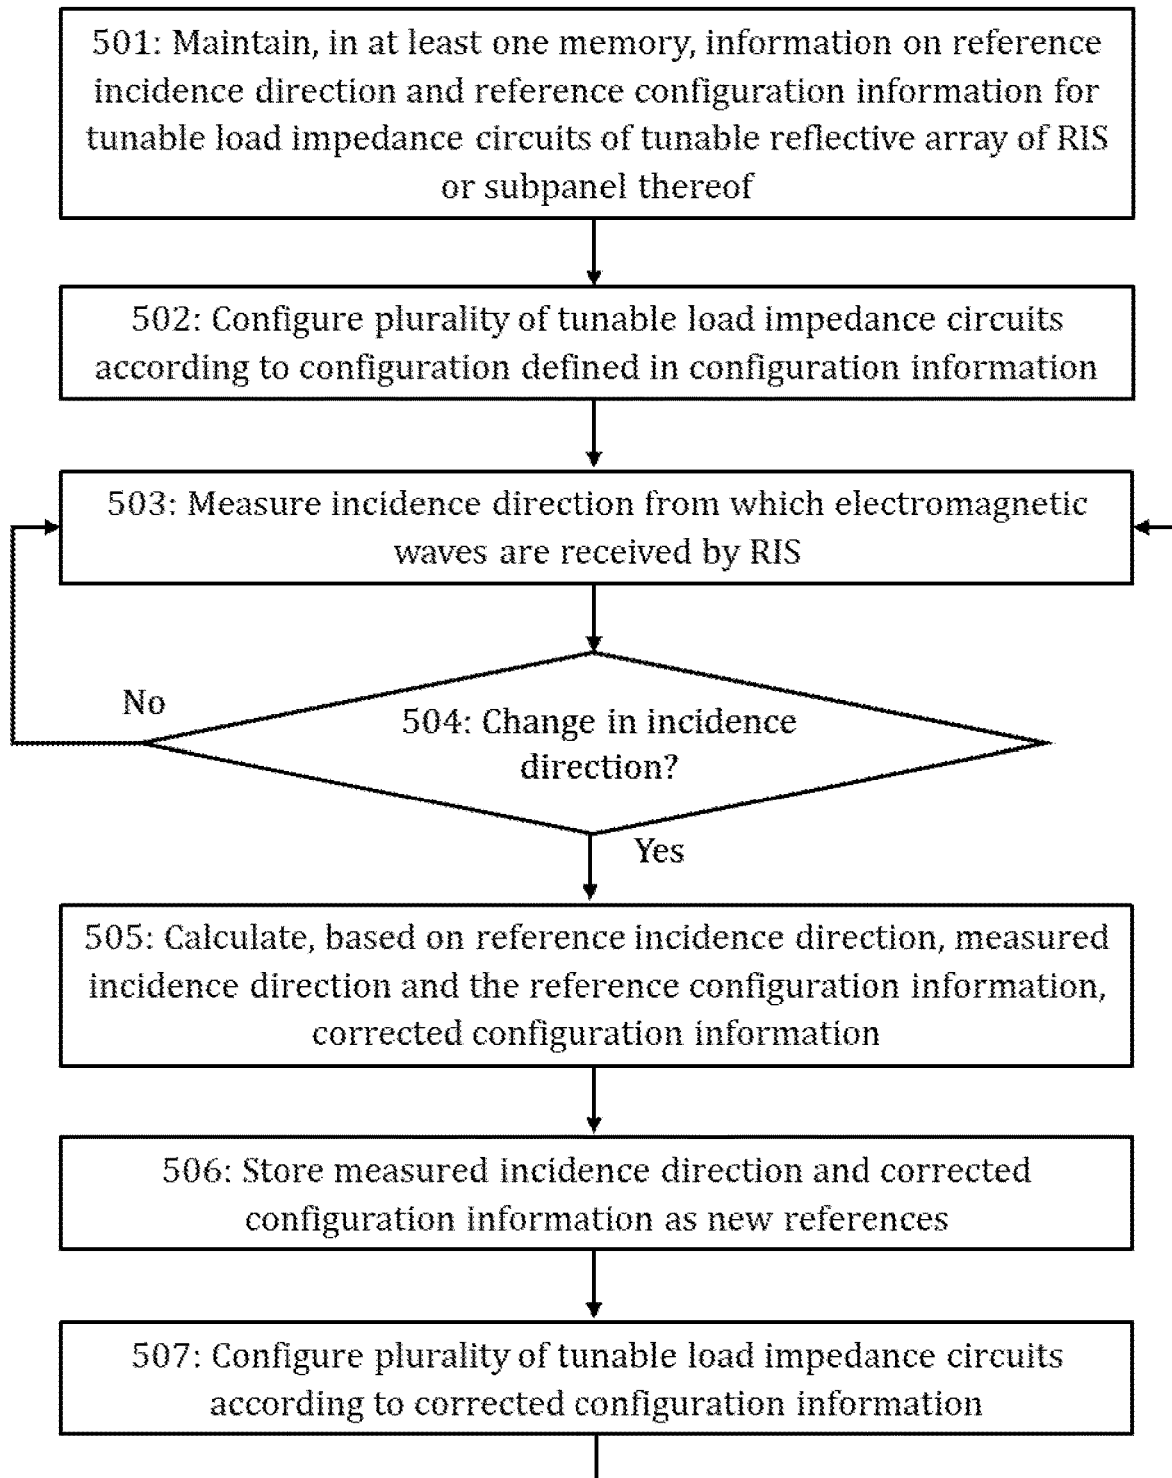 501: Maintain, in at least one memory, information on reference
incidence direction and reference configuration information for
tunable load impedance circuits of tunable reflective array of RIS
or subpanel thereof
502: Configure plurality of tunable load impedance circuits
according to configuration defined in configuration information
503: Measure incidence direction from which electromagnetic
waves are received by RIS
No
504: Change in incidence
direction?
Yes
505: Calculate, based on reference incidence direction, measured
incidence direction and the reference configuration information,
corrected configuration information
506: Store measured incidence direction and corrected
configuration information as new references
507: Configure plurality of tunable load impedance circuits
according to corrected configuration information